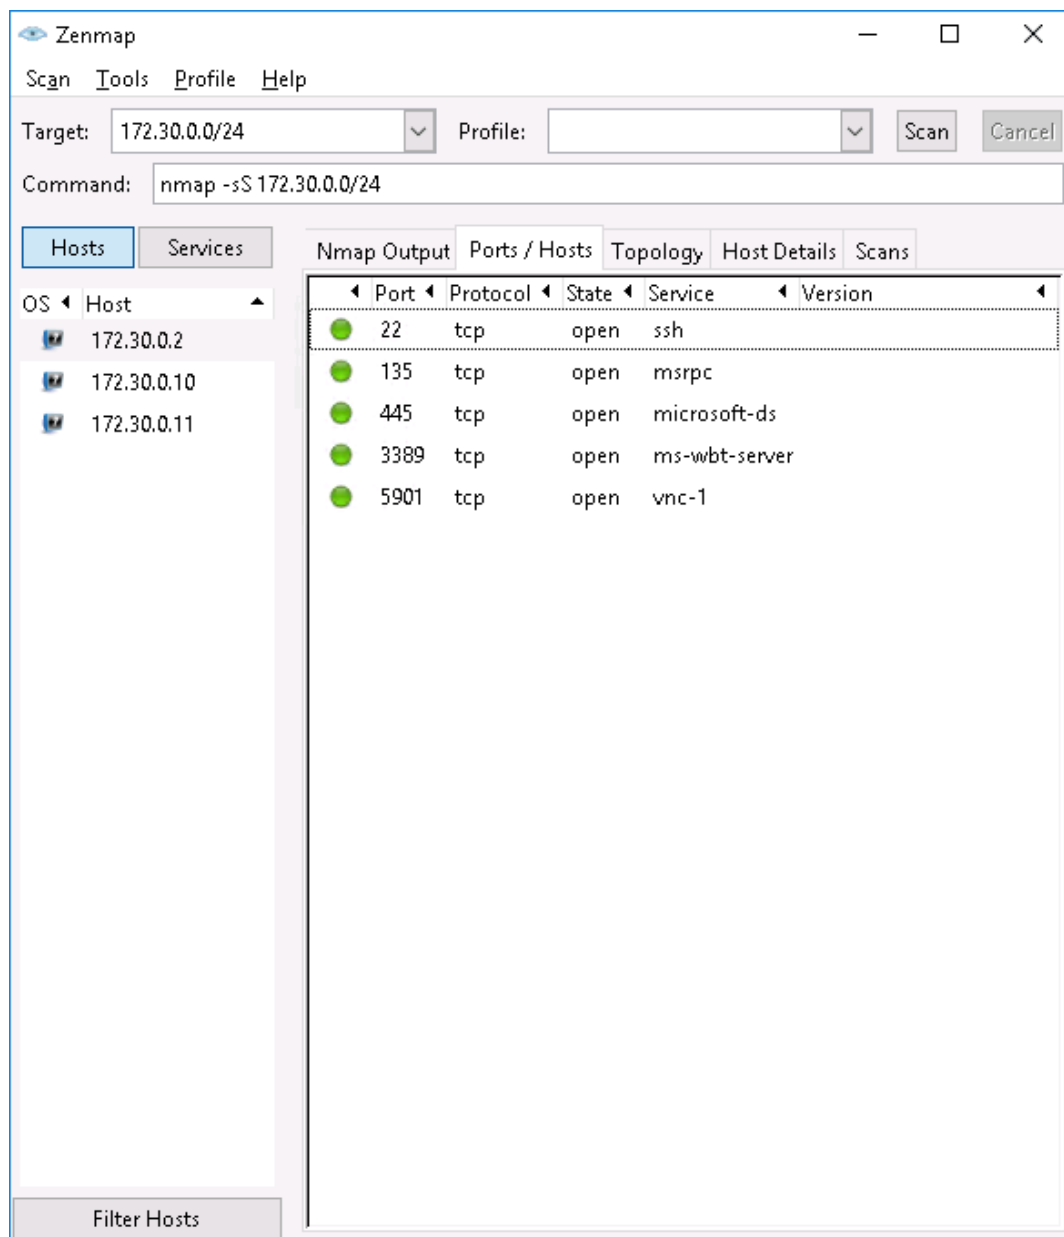 Zenmap
Scan Tools Profile Help
Target: 172.30.0.0/24 Profile: Scan Cancel
Command: nmap -sS 172.30.0.0/24
Hosts Services Nmap Output Ports / Hosts Topology Host Details Scans
OS Host Port Protocol State Service Version
172.30.0.2 22 tcp open ssh
172.30.0.10 135 tcp open msrpc
172.30.0.11 445 tcp open microsoft-ds
3389 tcp open ms-wbt-server
5901 tcp open vnc-1
Filter Hosts